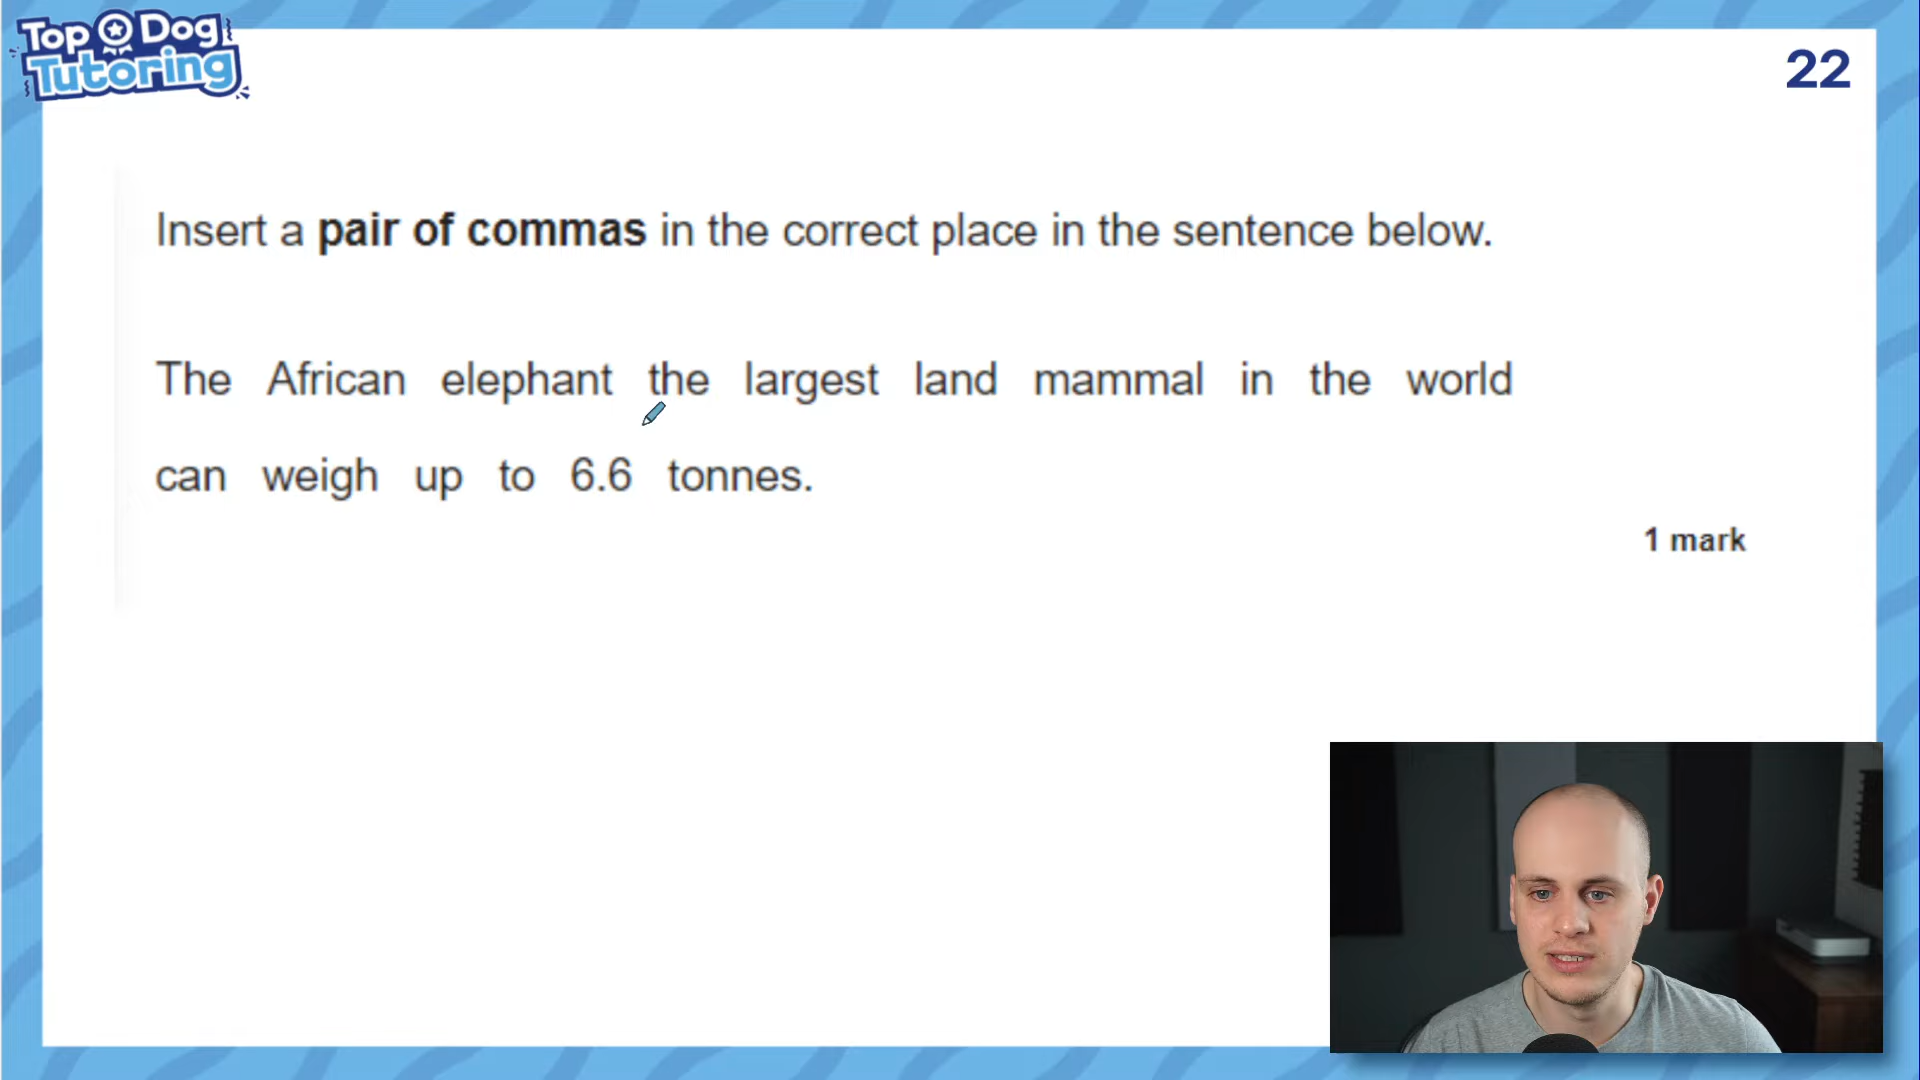 Top Dog
Tutoring
22
Insert a pair of commas in the correct place in the sentence below.
The African elephant the largest land mammal in the world
can weigh up to 6.6 tonnes.
1 mark